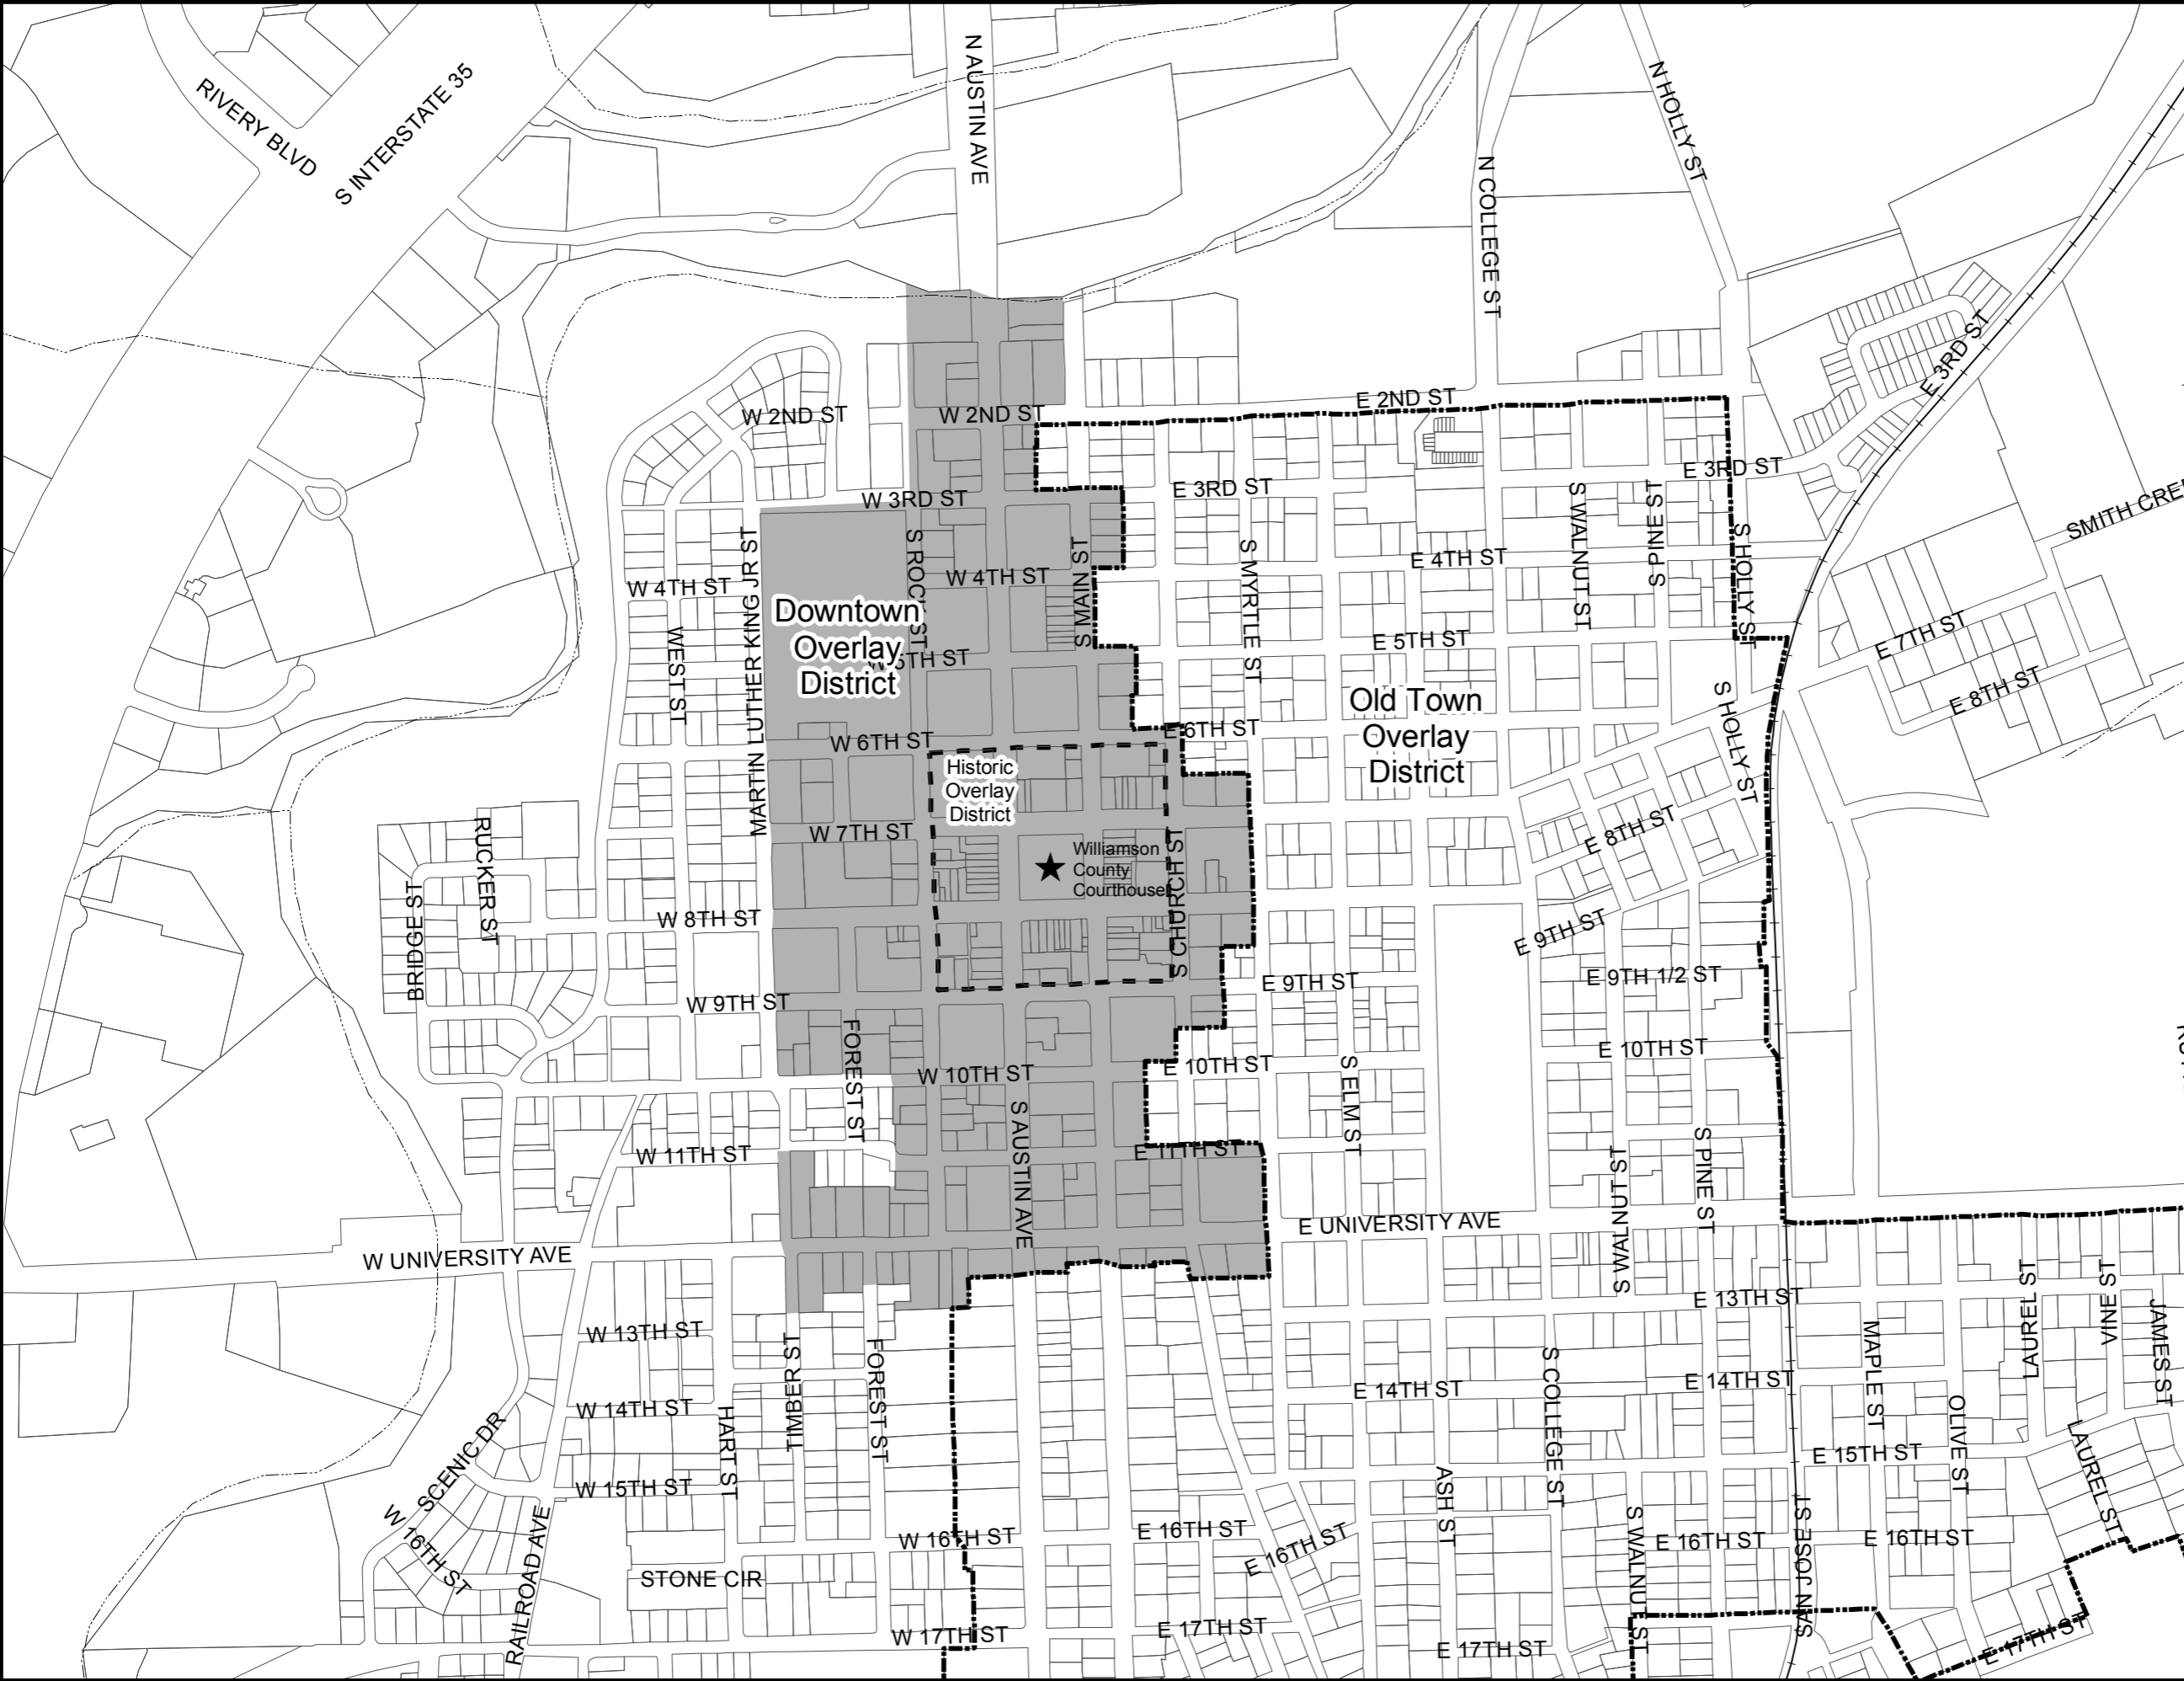 RIVERY BLVD
S INTERSTATE 35
N AUSTIN AVE
N COLLEGE ST
N HOLLY ST
E 3RD ST
W 2ND ST
W 2ND ST
E 2ND ST
W 3RD ST
E 3RD ST
E 3RD ST
SMITH CREE
S ROCK ST
MARTIN LUTHER KING JR ST
S MAIN ST
S MYRTLE ST
S WALNUT ST
S PINE ST
S HOLLY ST
W 4TH ST
W 4TH ST
E 4TH ST
WEST ST
Downtown
Overlay
District
W 5TH ST
E 5TH ST
E 7TH ST
E 8TH ST
Old Town
Overlay
District
S HOLLY ST
W 6TH ST
E 6TH ST
Historic
Overlay
District
W 7TH ST
Williamson
County
Courthouse
S CHURCH ST
E 8TH ST
RUCKER ST
BRIDGE ST
W 8TH ST
E 9TH ST
W 9TH ST
E 9TH ST
E 9TH 1/2 ST
FOREST ST
W 10TH ST
E 10TH ST
E 10TH ST
S ELM ST
S AUSTIN AVE
W 11TH ST
E 11TH ST
S WALNUT ST
S PINE ST
W UNIVERSITY AVE
E UNIVERSITY AVE
W 13TH ST
E 13TH ST
TIMBER ST
FOREST ST
MAPLE ST
LAUREL ST
VINE ST
JAMES ST
S COLLEGE ST
W 14TH ST
E 14TH ST
E 14TH ST
HART ST
SCENIC DR
OLIVE ST
LAUREL ST
W 15TH ST
E 15TH ST
ASH ST
W 16TH ST
RAILROAD AVE
W 16TH ST
E 16TH ST
E 16TH ST
S WALNUT ST
E 16TH ST
SAN JOSE ST
E 16TH ST
STONE CIR
W 17TH ST
E 17TH ST
E 17TH ST
E 17TH ST